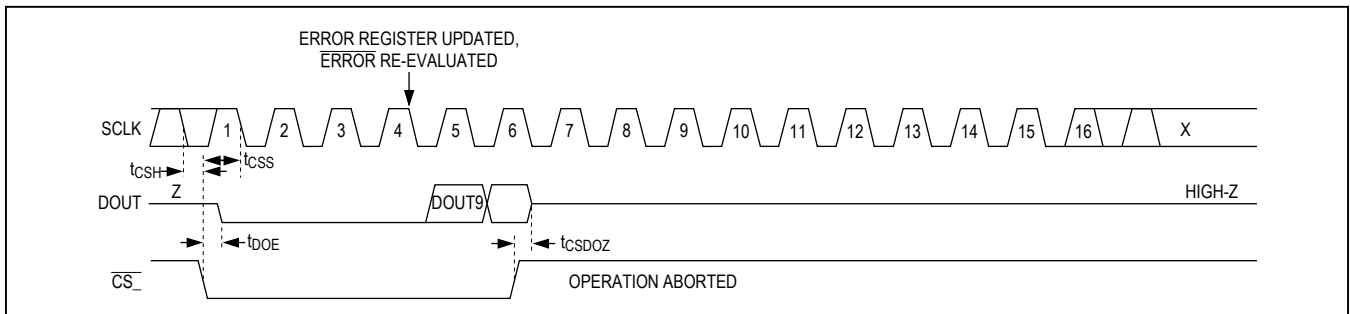 ERROR REGISTER UPDATED,
ERROR RE-EVALUATED
SCLK 1 2 3 4 5 6 7 8 9 10 11 12 13 14 15 16 X
tCSH tCSS
DOUT Z DOUT9 HIGH-Z
tDOE tCSDOZ
CS_ OPERATION ABORTED